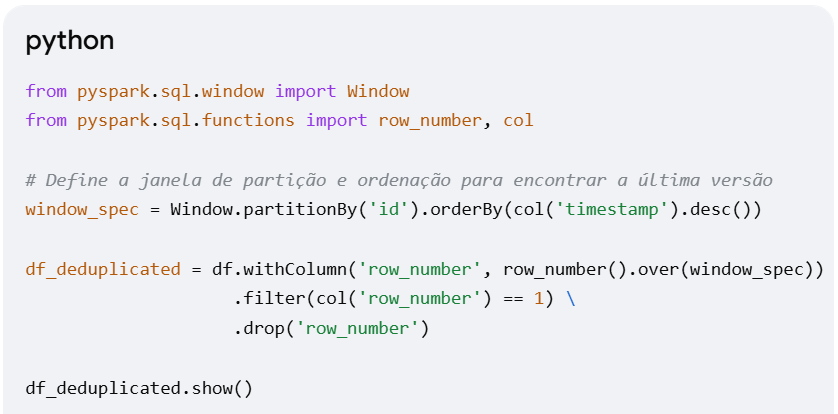 python
from pyspark.sql.window import Window
from pyspark.sql.functions import row_number, col
# Define a janela de partição e ordenação para encontrar a última versão
window_spec = Window.partitionBy('id').orderBy(col('timestamp').desc())
df_deduplicated = df.withColumn('row_number', row_number().over(window_spec))
.filter(col('row_number') == 1) \
.drop('row_number')
df_deduplicated.show()